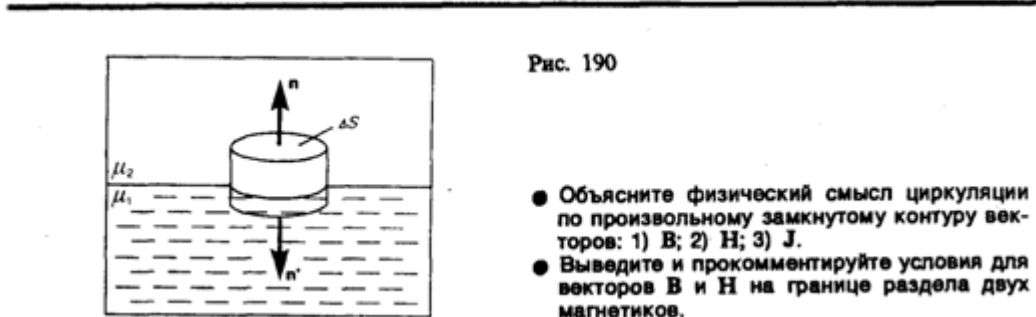 Рис. 190
n
ΔS
μ₂
μ₁
n'
● Объясните физический смысл циркуляции
по произвольному замкнутому контуру век-
торов: 1) B; 2) H; 3) J.
● Выведите и прокомментируйте условия для
векторов B и H на границе раздела двух
магнетиков.